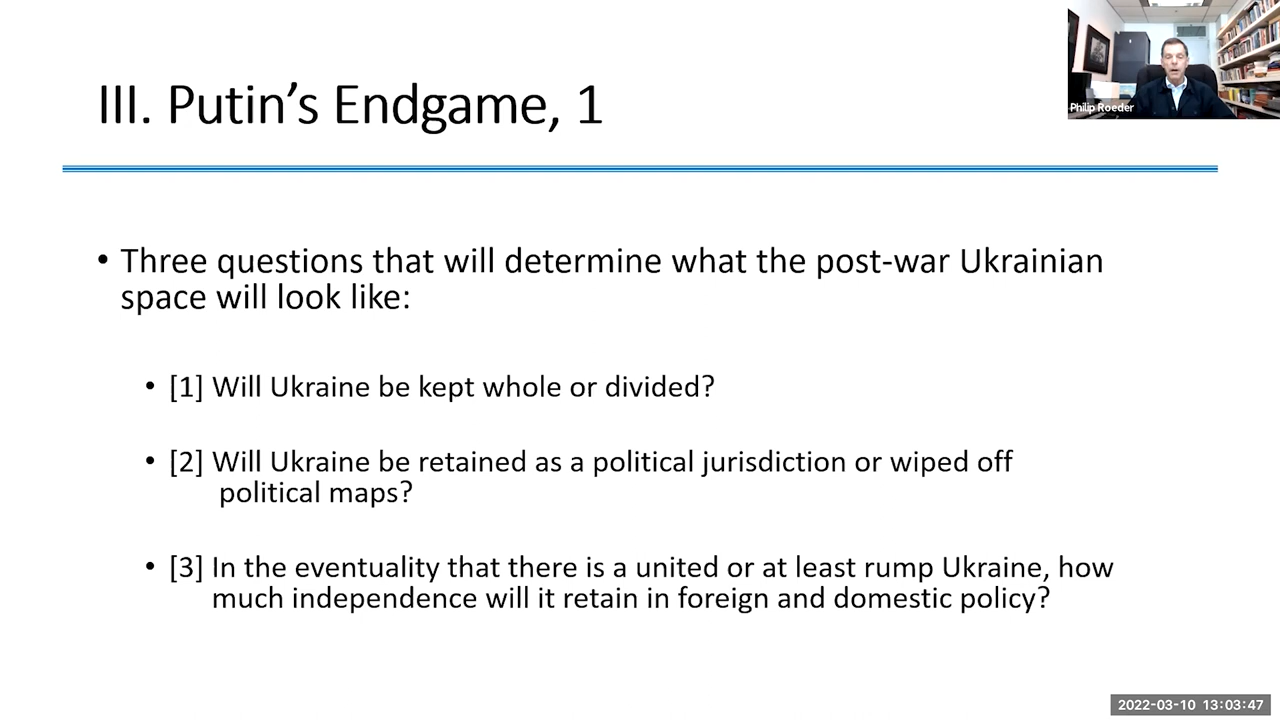 III. Putin’s Endgame, 1
Philip Roeder
• Three questions that will determine what the post-war Ukrainian
space will look like:
• [1] Will Ukraine be kept whole or divided?
• [2] Will Ukraine be retained as a political jurisdiction or wiped off
political maps?
• [3] In the eventuality that there is a united or at least rump Ukraine, how
much independence will it retain in foreign and domestic policy?
2022-03-10 13:03:47